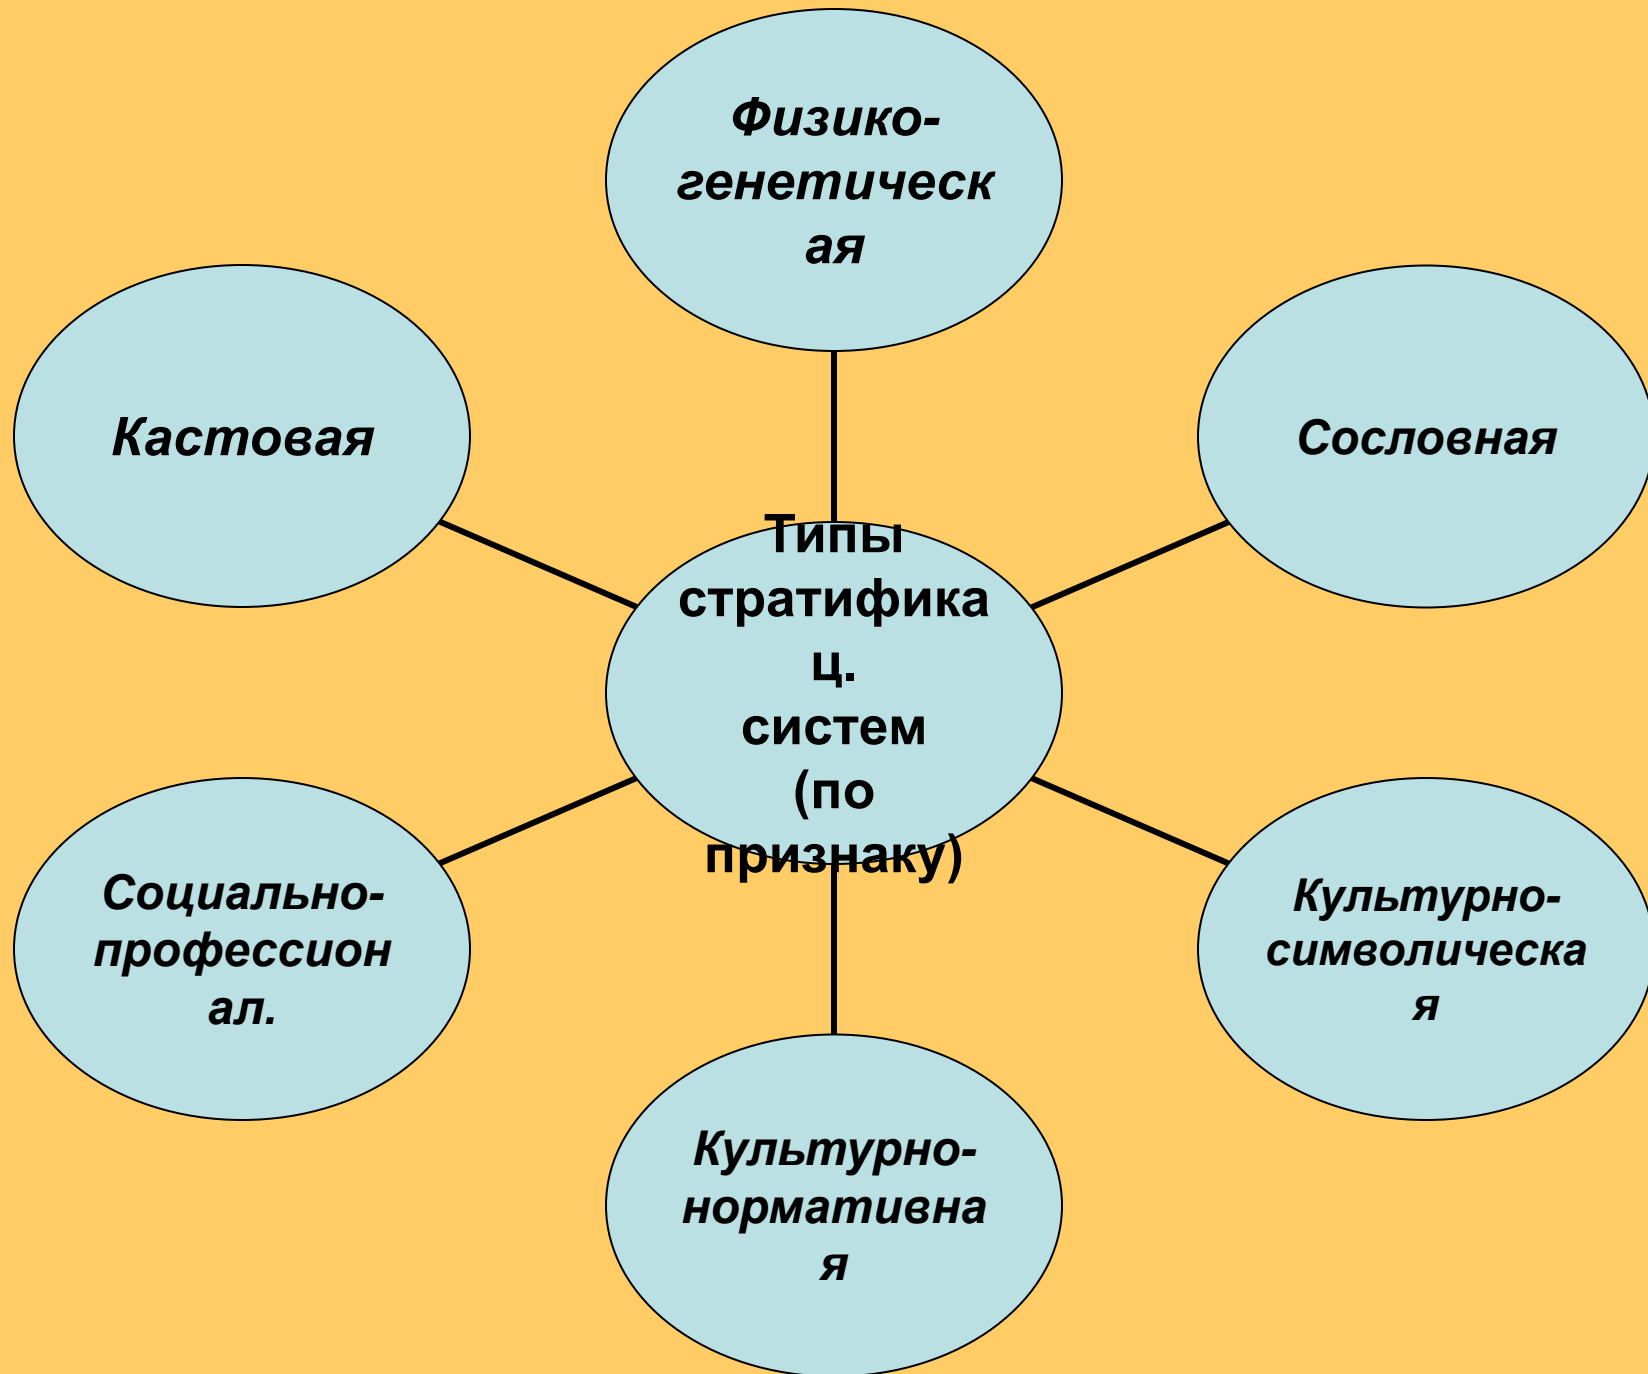 Физико-
генетическ
ая
Кастовая
Сословная
Типы
стратифика
ц.
систем
(по
признаку)
Социально-
профессион
ал.
Культурно-
символическа
я
Культурно-
нормативна
я